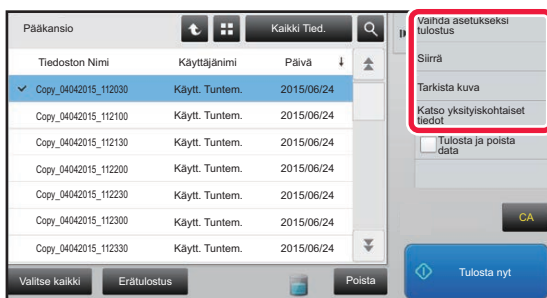 Pääkansio
Kaikki Tied.
Tiedoston Nimi Käyttäjänimi Päivä
Copy_04042015_112030 Käytt. Tuntem. 2015/06/24
Copy_04042015_112100 Käytt. Tuntem. 2015/06/24
Copy_04042015_112130 Käytt. Tuntem. 2015/06/24
Copy_04042015_112200 Käytt. Tuntem. 2015/06/24
Copy_04042015_112230 Käytt. Tuntem. 2015/06/24
Copy_04042015_112300 Käytt. Tuntem. 2015/06/24
Copy_04042015_112330 Käytt. Tuntem. 2015/06/24
Valitse kaikki
Erätulostus
Poista
Vaihda asetukseksi
tulostus
Siirrä
Tarkista kuva
Katso yksityiskohtaiset
tiedot
Tulosta ja poista
data
CA
Tulosta nyt